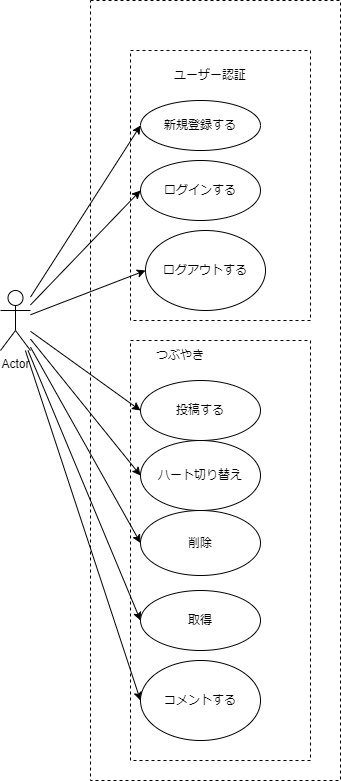 ユーザー認証
新規登録する
ログインする
ログアウトする
Actor
つぶやき
投稿する
ハート切り替え
削除
取得
コメントする